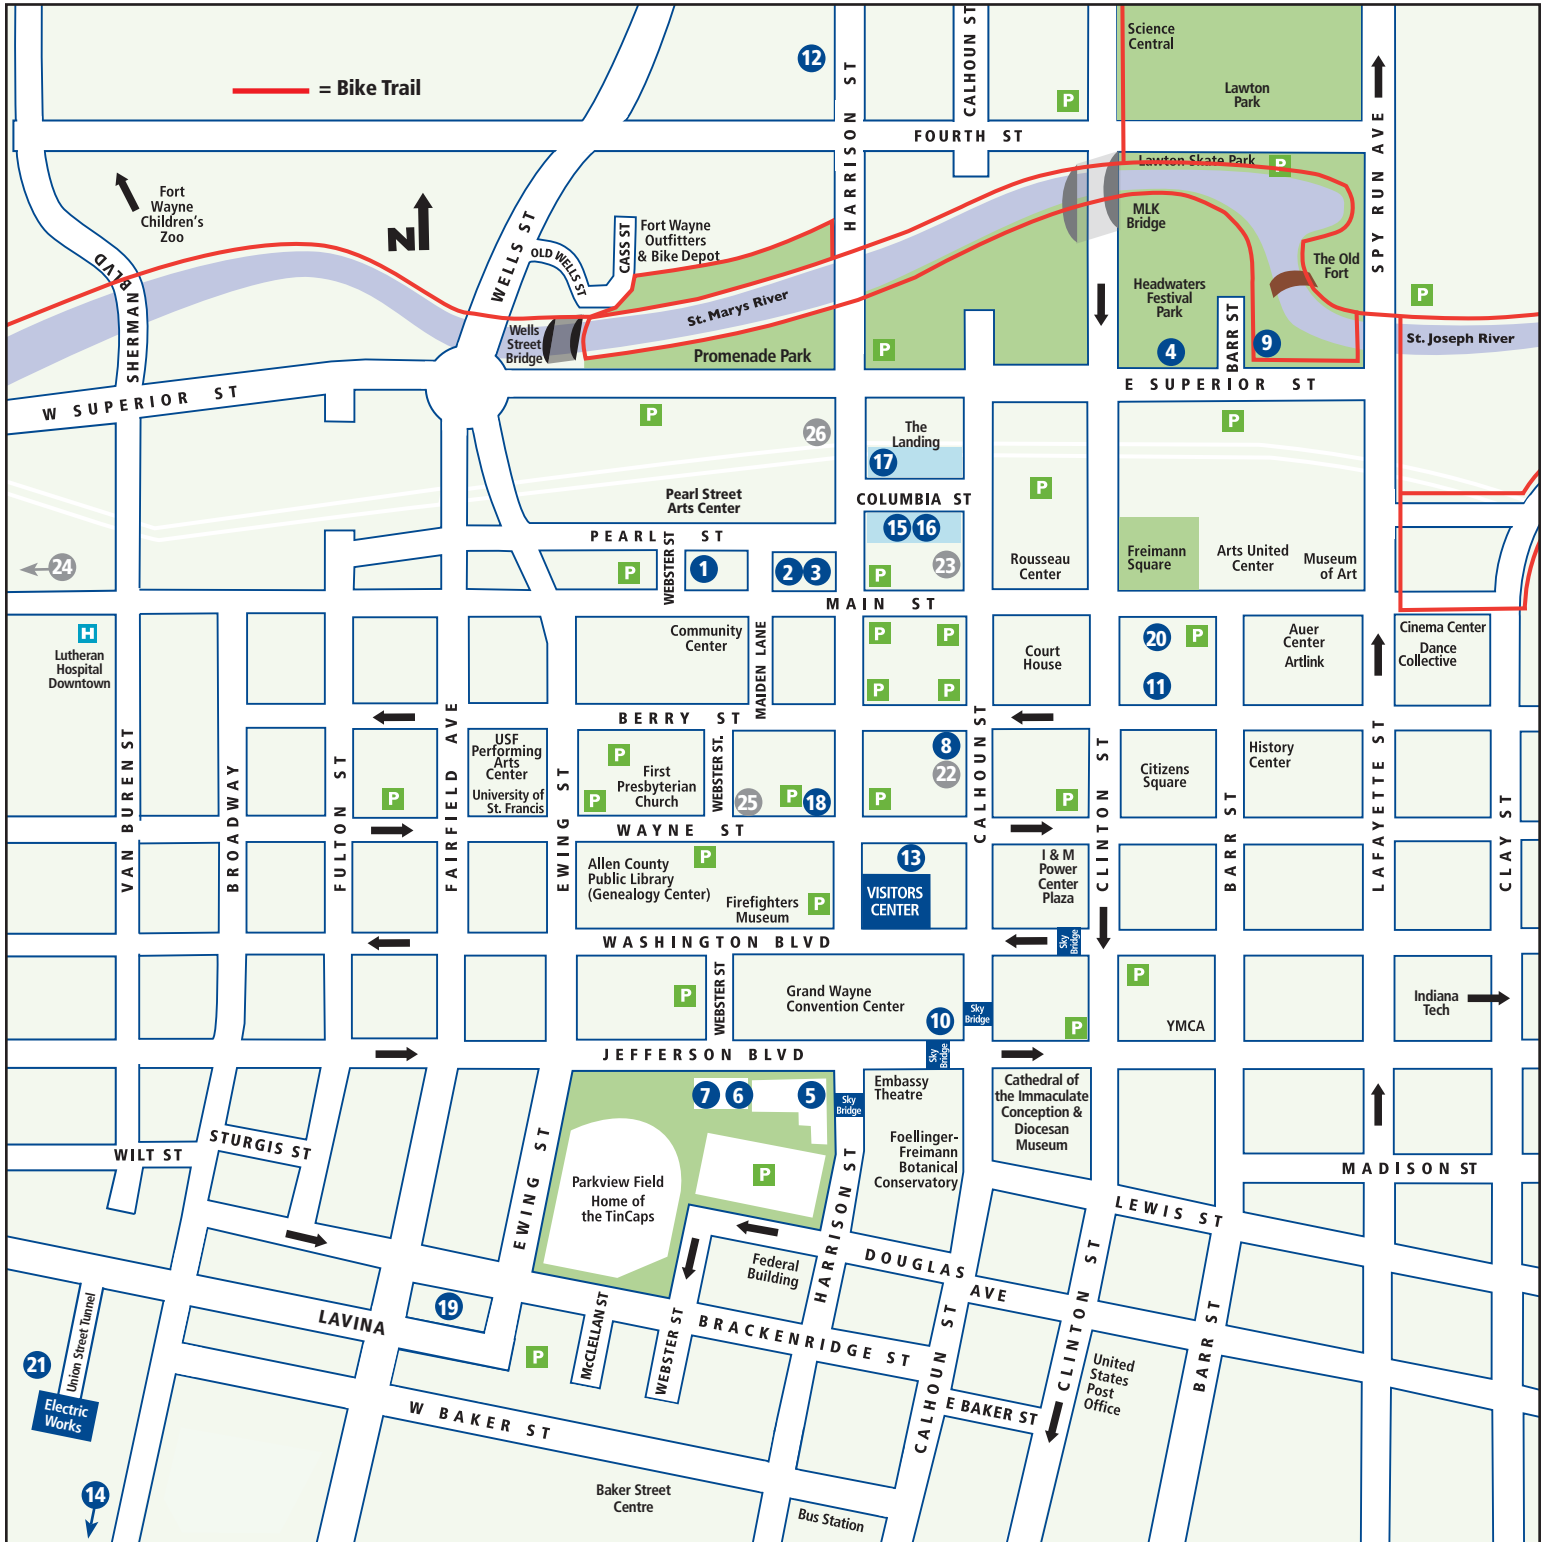 Science
Central
Lawton
Park
12
= Bike Trail
P
HARRISON ST
CALHOUN ST
FOURTH ST
SPY RUN AVE
Lawton Skate Park
P
Fort
Wayne
Children's
Zoo
N
WELLS ST
OLD WELLS ST
CASS ST
Fort Wayne
Outfitters
& Bike Depot
MLK
Bridge
The Old
Fort
SHERMAN BLVD
Headwaters
Festival
Park
P
St. Marys River
Wells
Street
Bridge
Promenade Park
P
4
BARR ST
9
St. Joseph River
W SUPERIOR ST
E SUPERIOR ST
P
26
The
Landing
17
P
Pearl Street
Arts Center
COLUMBIA ST
P
PEARL ST
15
16
24
P
WEBSTER ST
1
2
3
P
23
Rousseau
Center
Freimann
Square
Arts United
Center
Museum
of Art
MAIN ST
H
Lutheran
Hospital
Downtown
Community
Center
MAIDEN LANE
P
P
P
P
Court
House
20
P
11
Auer
Center
Artlink
Cinema Center
Dance
Collective
BERRY ST
VAN BUREN ST
BROADWAY
FULTON ST
P
FAIRFIELD AVE
USF
Performing
Arts
Center
University of
St. Francis
EWING ST
P
P
First
Presbyterian
Church
WEBSTER ST.
25
P
18
8
22
P
CALHOUN ST
P
CLINTON ST
Citizens
Square
BARR ST
History
Center
LAFAYETTE ST
CLAY ST
WAYNE ST
Allen County
Public Library
(Genealogy Center)
P
Firefighters
Museum
P
13
VISITORS
CENTER
I & M
Power
Center
Plaza
WASHINGTON BLVD
Sky
Bridge
P
WEBSTER ST
Grand Wayne
Convention Center
10
Sky
Bridge
P
P
YMCA
Indiana
Tech
JEFFERSON BLVD
Sky
Bridge
7
6
5
Sky
Bridge
Embassy
Theatre
Foellinger-
Freimann
Botanical
Conservatory
Cathedral of
the Immaculate
Conception &
Diocesan
Museum
WILT ST
STURGIS ST
EWING ST
Parkview Field
Home of
the TinCaps
P
HARRISON ST
MADISON ST
LEWIS ST
Federal
Building
DOUGLAS AVE
Union Street Tunnel
LAVINA
19
McCLELLAN ST
WEBSTER ST
BRACKENRIDGE ST
CALHOUN ST
CLINTON ST
BARR ST
21
Electric
Works
P
United
States
Post
Office
W BAKER ST
E BAKER ST
14
Baker Street
Centre
Bus Station